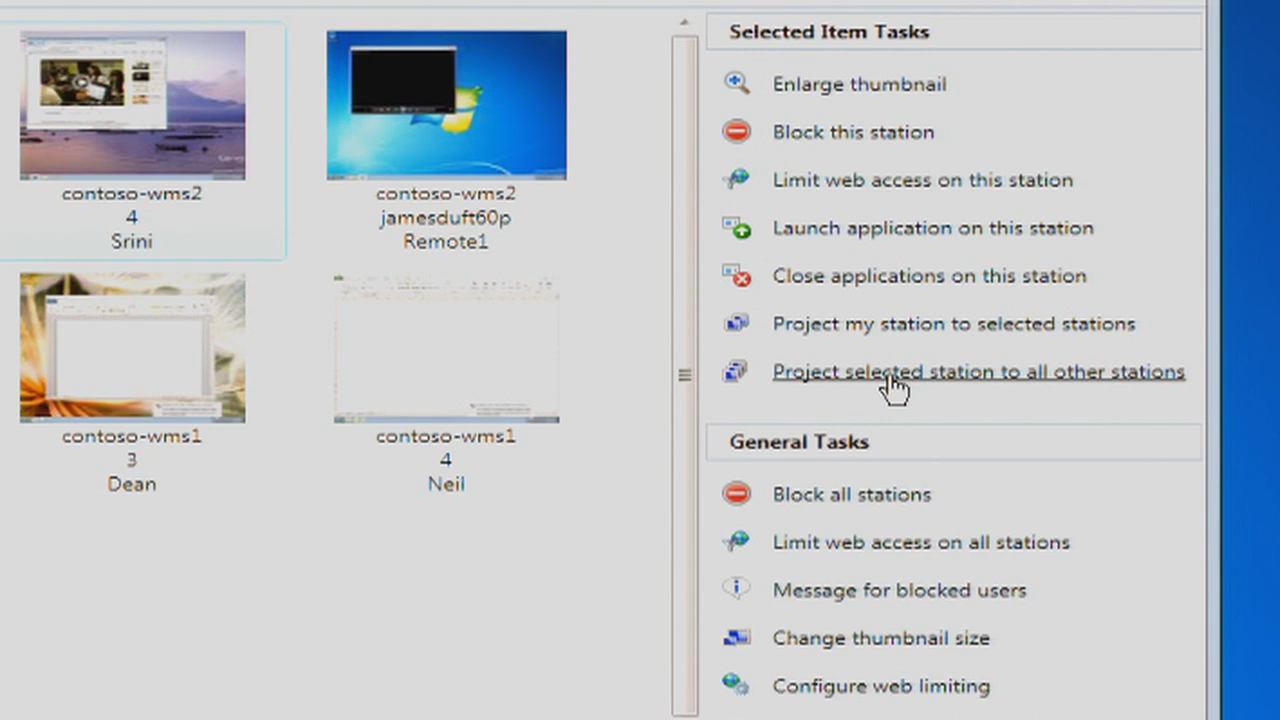 contoso-wms2
4
Srini
contoso-wms2
jamesduft60p
Remote1
contoso-wms1
3
Dean
contoso-wms1
4
Neil
Selected Item Tasks
Enlarge thumbnail
Block this station
Limit web access on this station
Launch application on this station
Close applications on this station
Project my station to selected stations
Project selected station to all other stations
General Tasks
Block all stations
Limit web access on all stations
Message for blocked users
Change thumbnail size
Configure web limiting